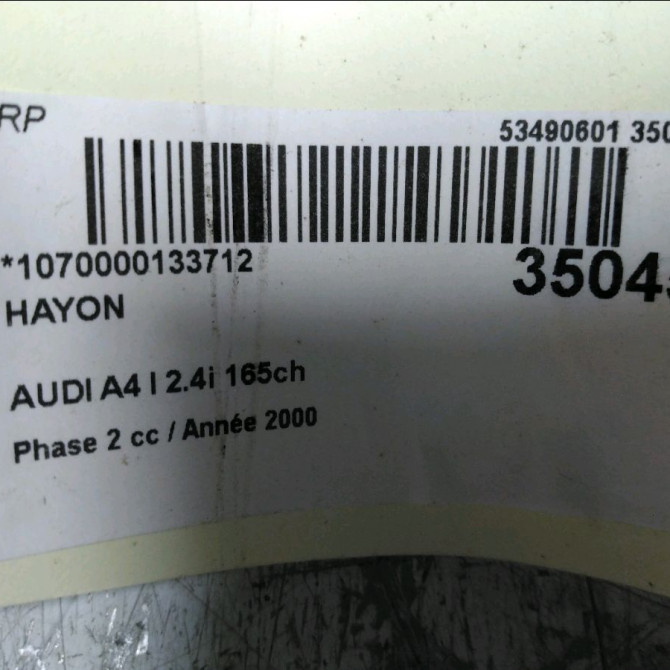 RP
53490601 350
*1070000133712
3504
HAYON
AUDI A4 I 2.4i 165ch
Phase 2 cc / Année 2000